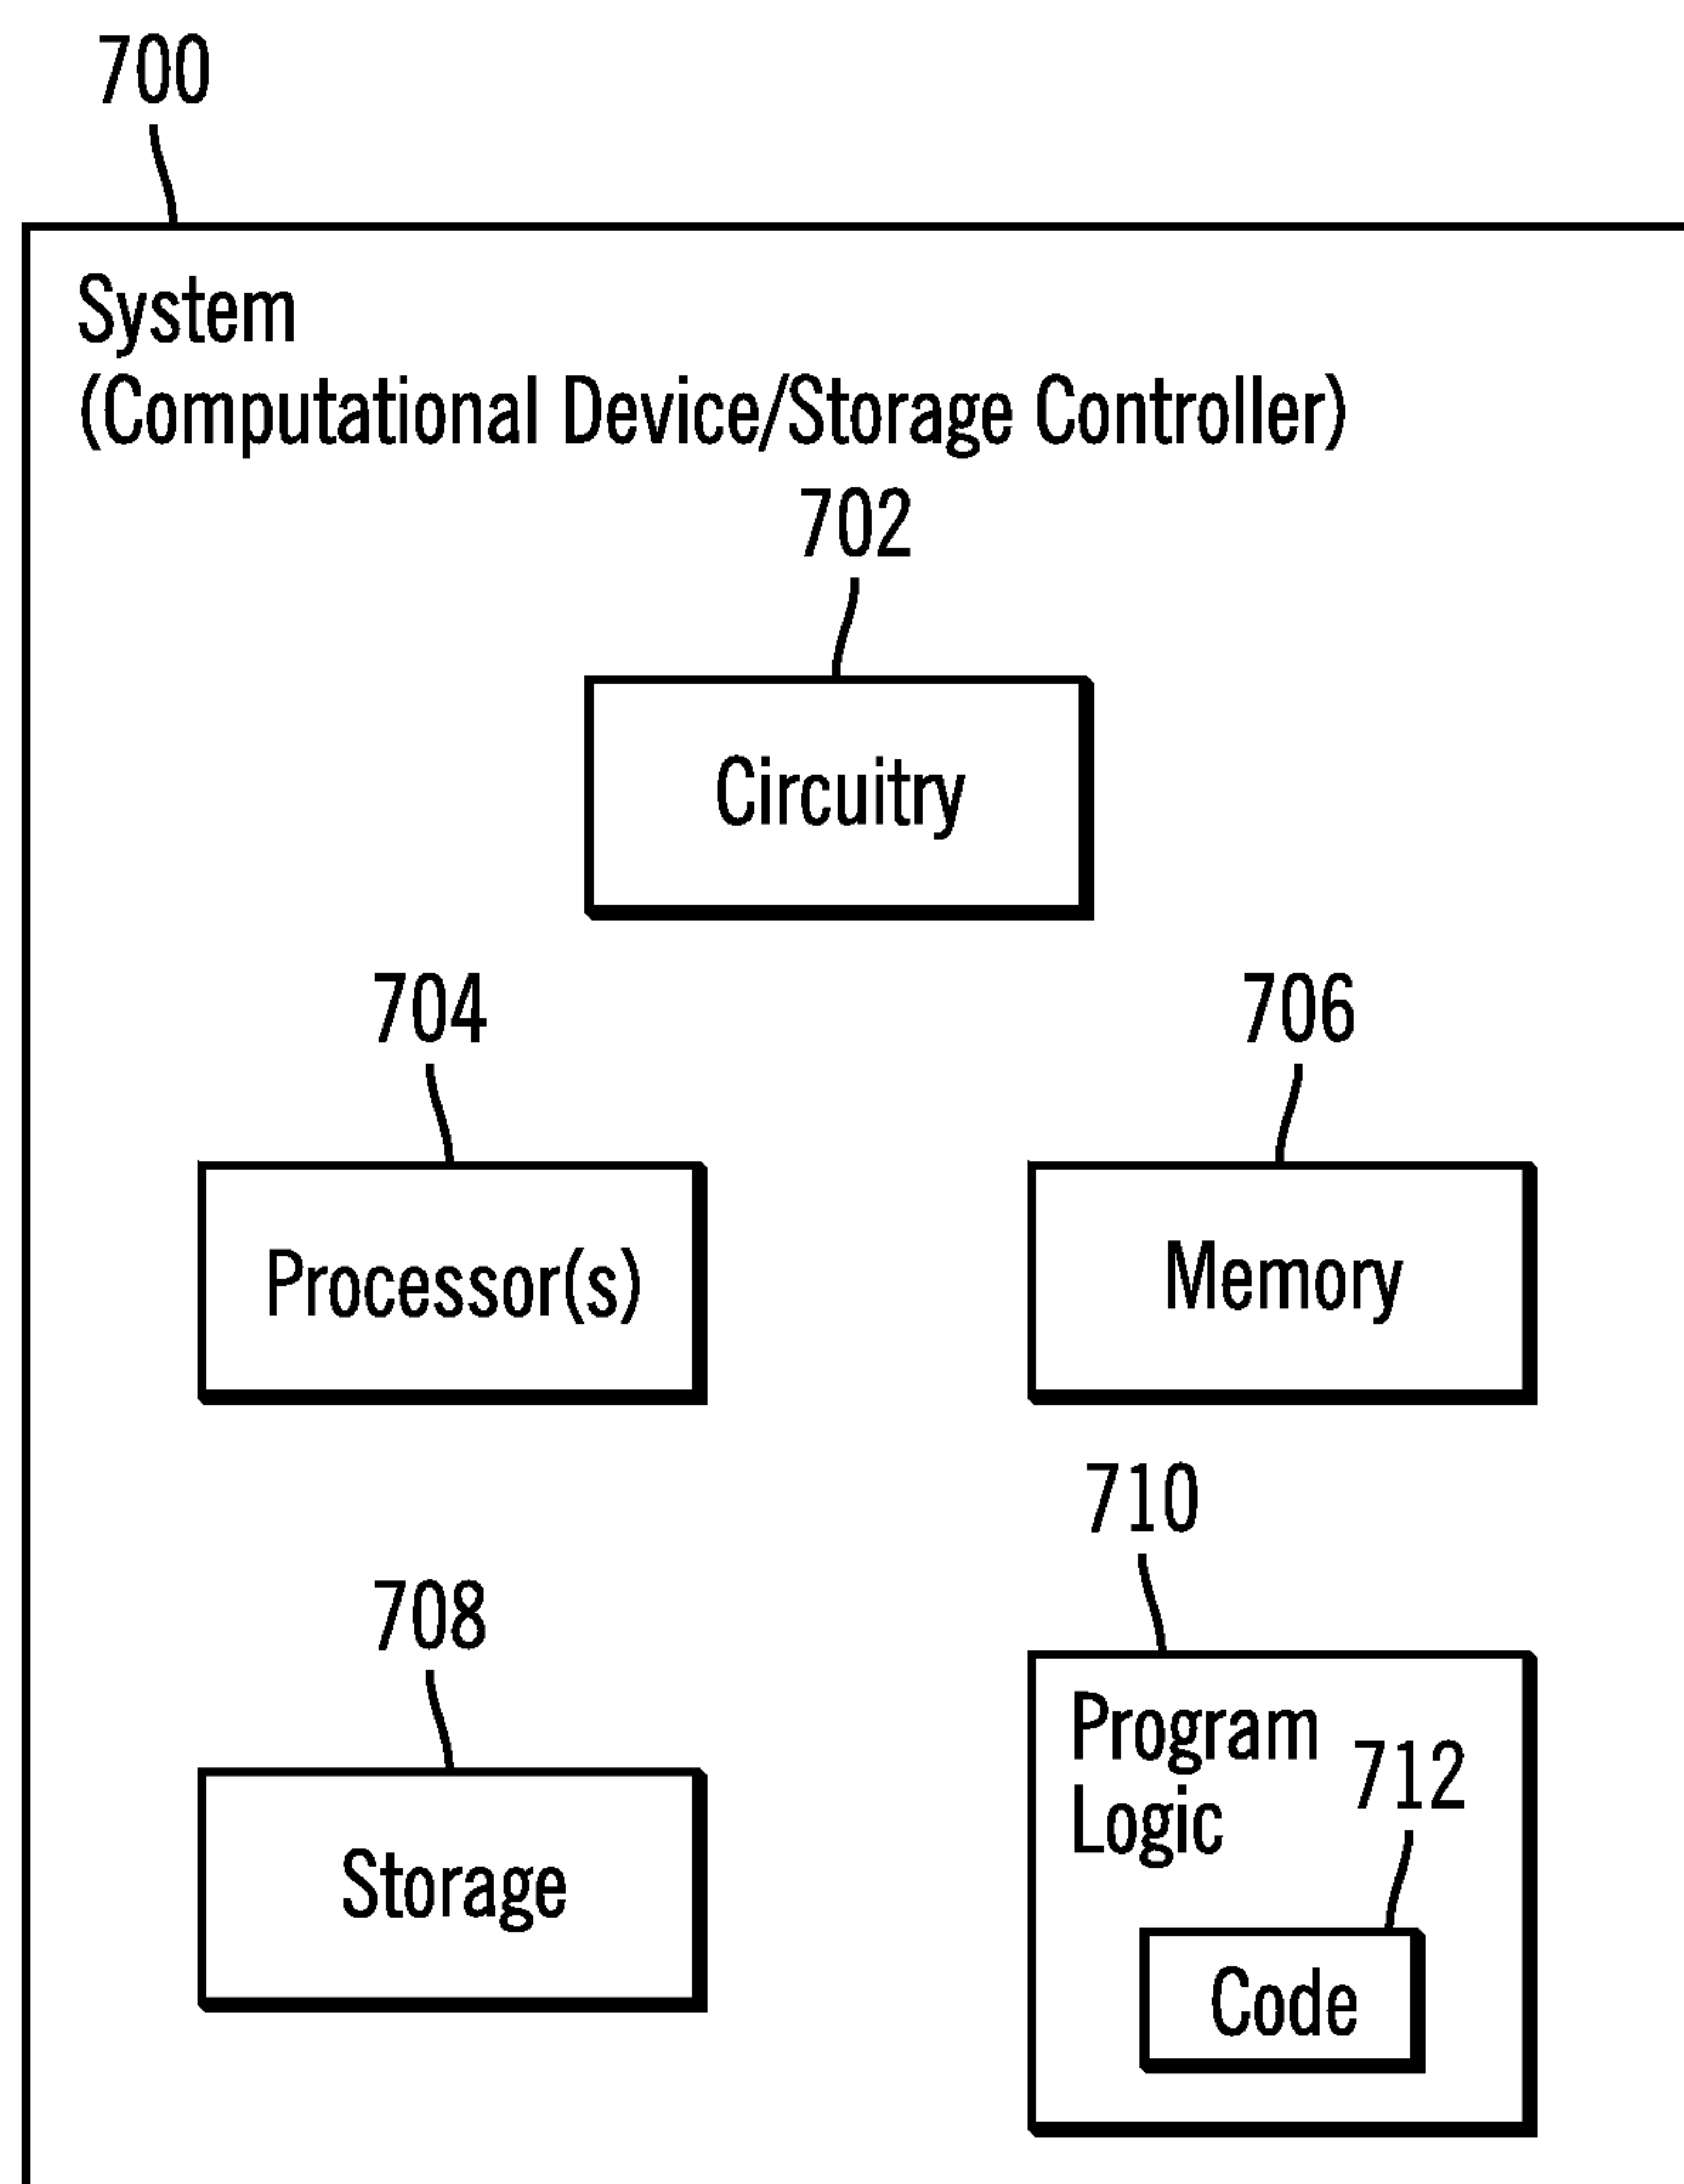 700
System
(Computational Device/Storage Controller)
702
Circuitry
704
706
Processor(s)
Memory
710
708
Program
Logic
712
Storage
Code